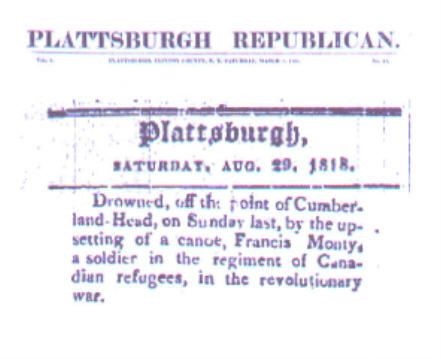 PLATTSBURGH REPUBLICAN.
Plattsburgh,
SATURDAY, AUG. 29, 1818.
Drowned, off the point of Cumber-
land-Head, on Sunday last, by the up-
setting of a canoe, Francis Monty,
a soldier in the regiment of Cana-
dian refugees, in the revolutionary
war.